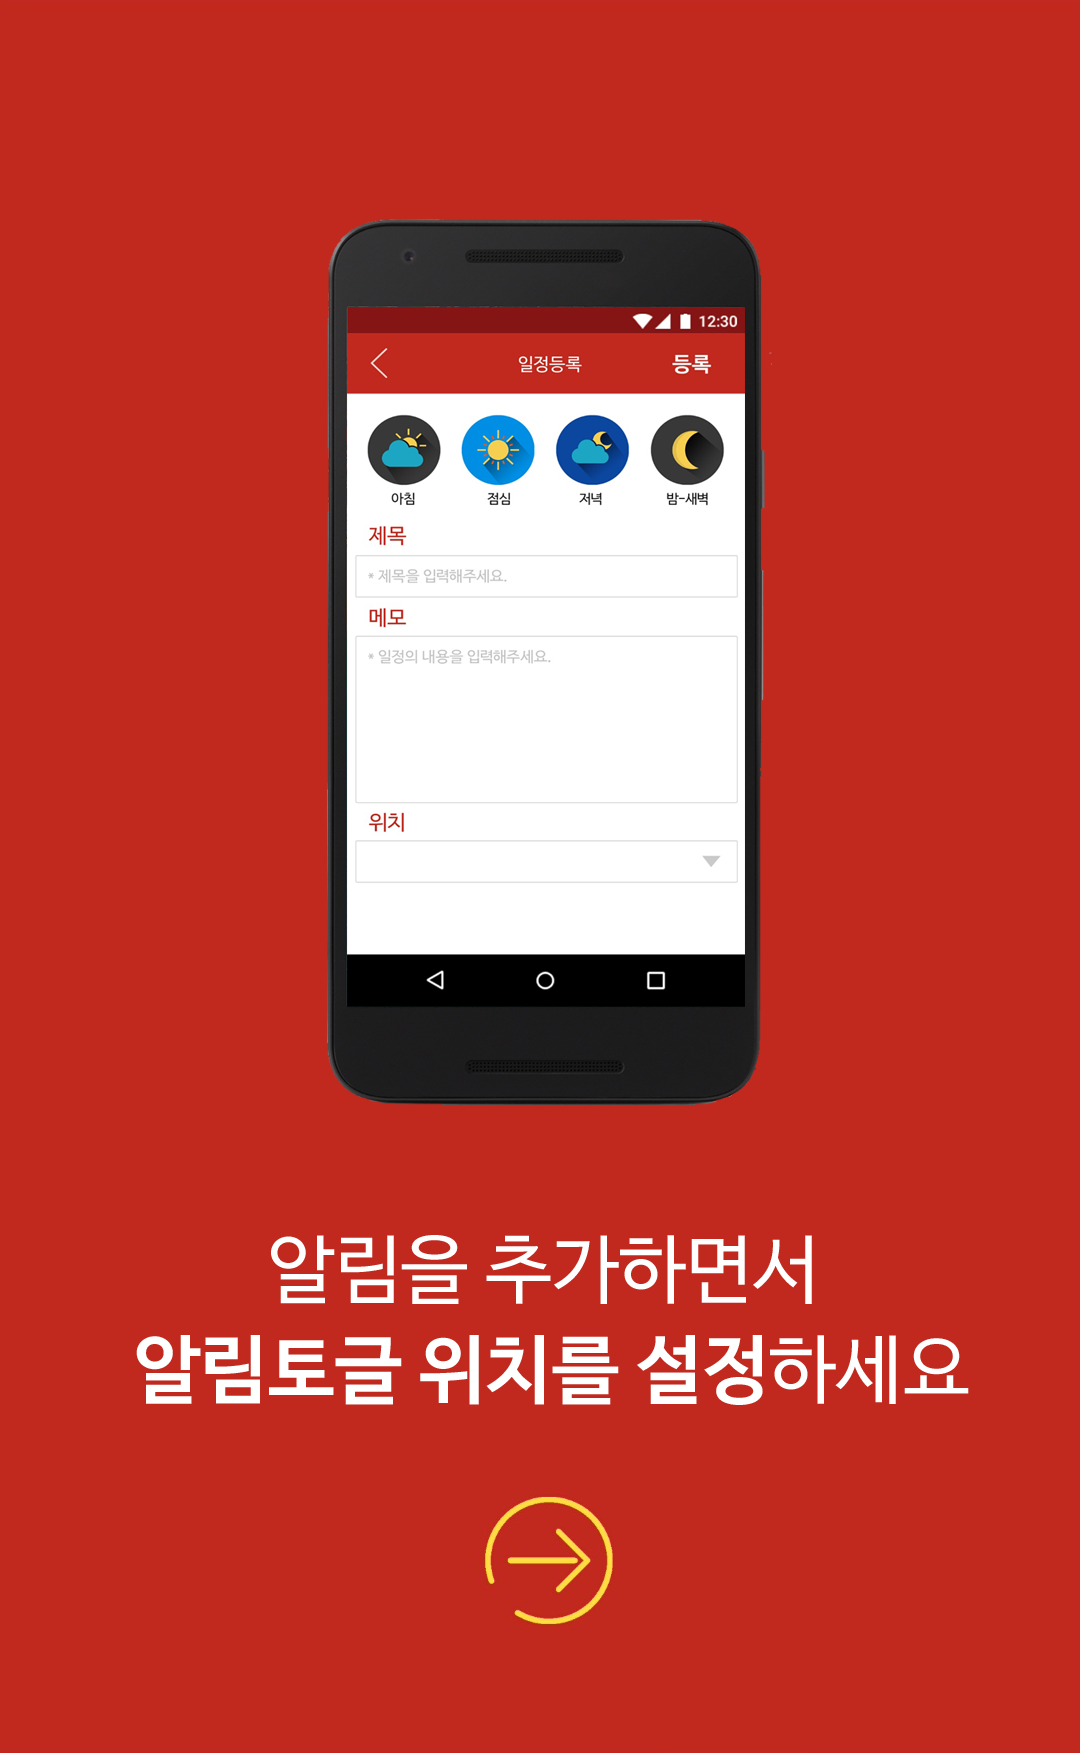 12:30
일정등록 등록
아침 점심 저녁 밤-새벽
제목
* 제목을 입력해주세요.
메모
* 일정의 내용을 입력해주세요.
위치
알림을 추가하면서
알림토글 위치를 설정하세요